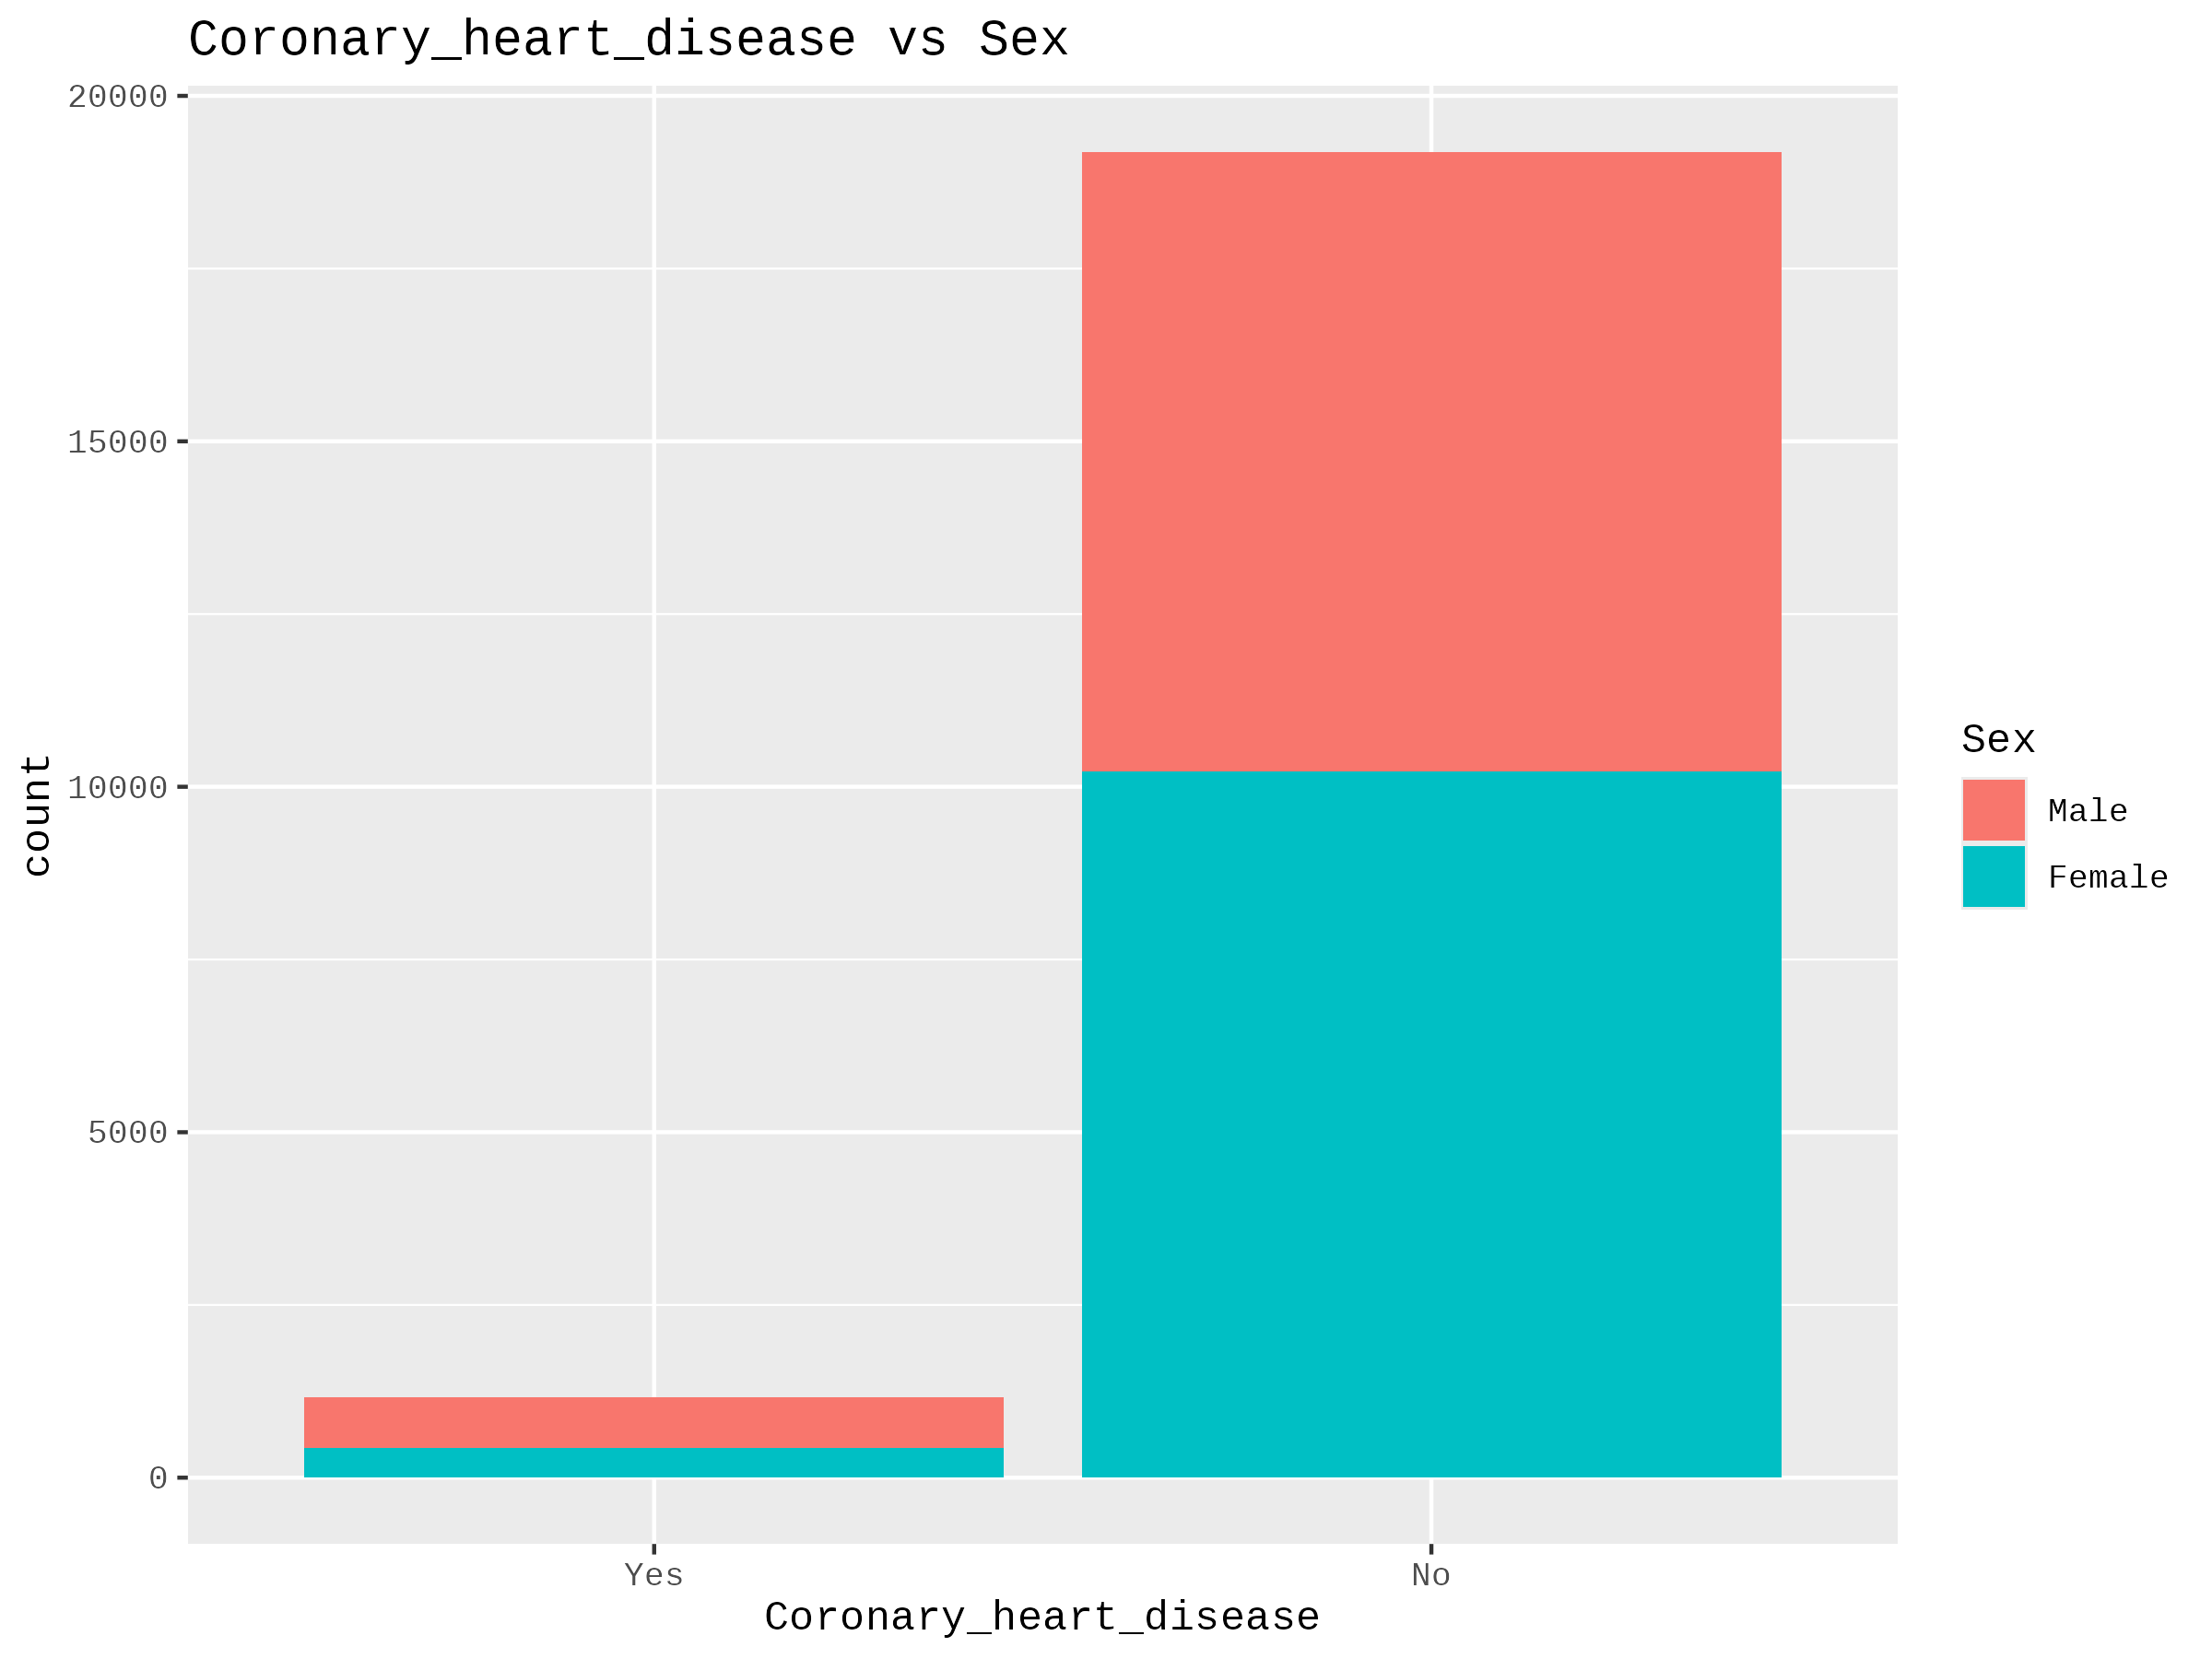 Coronary_heart_disease vs Sex
20000
15000
10000
5000
0
count
Yes
No
Coronary_heart_disease
Sex
Male
Female